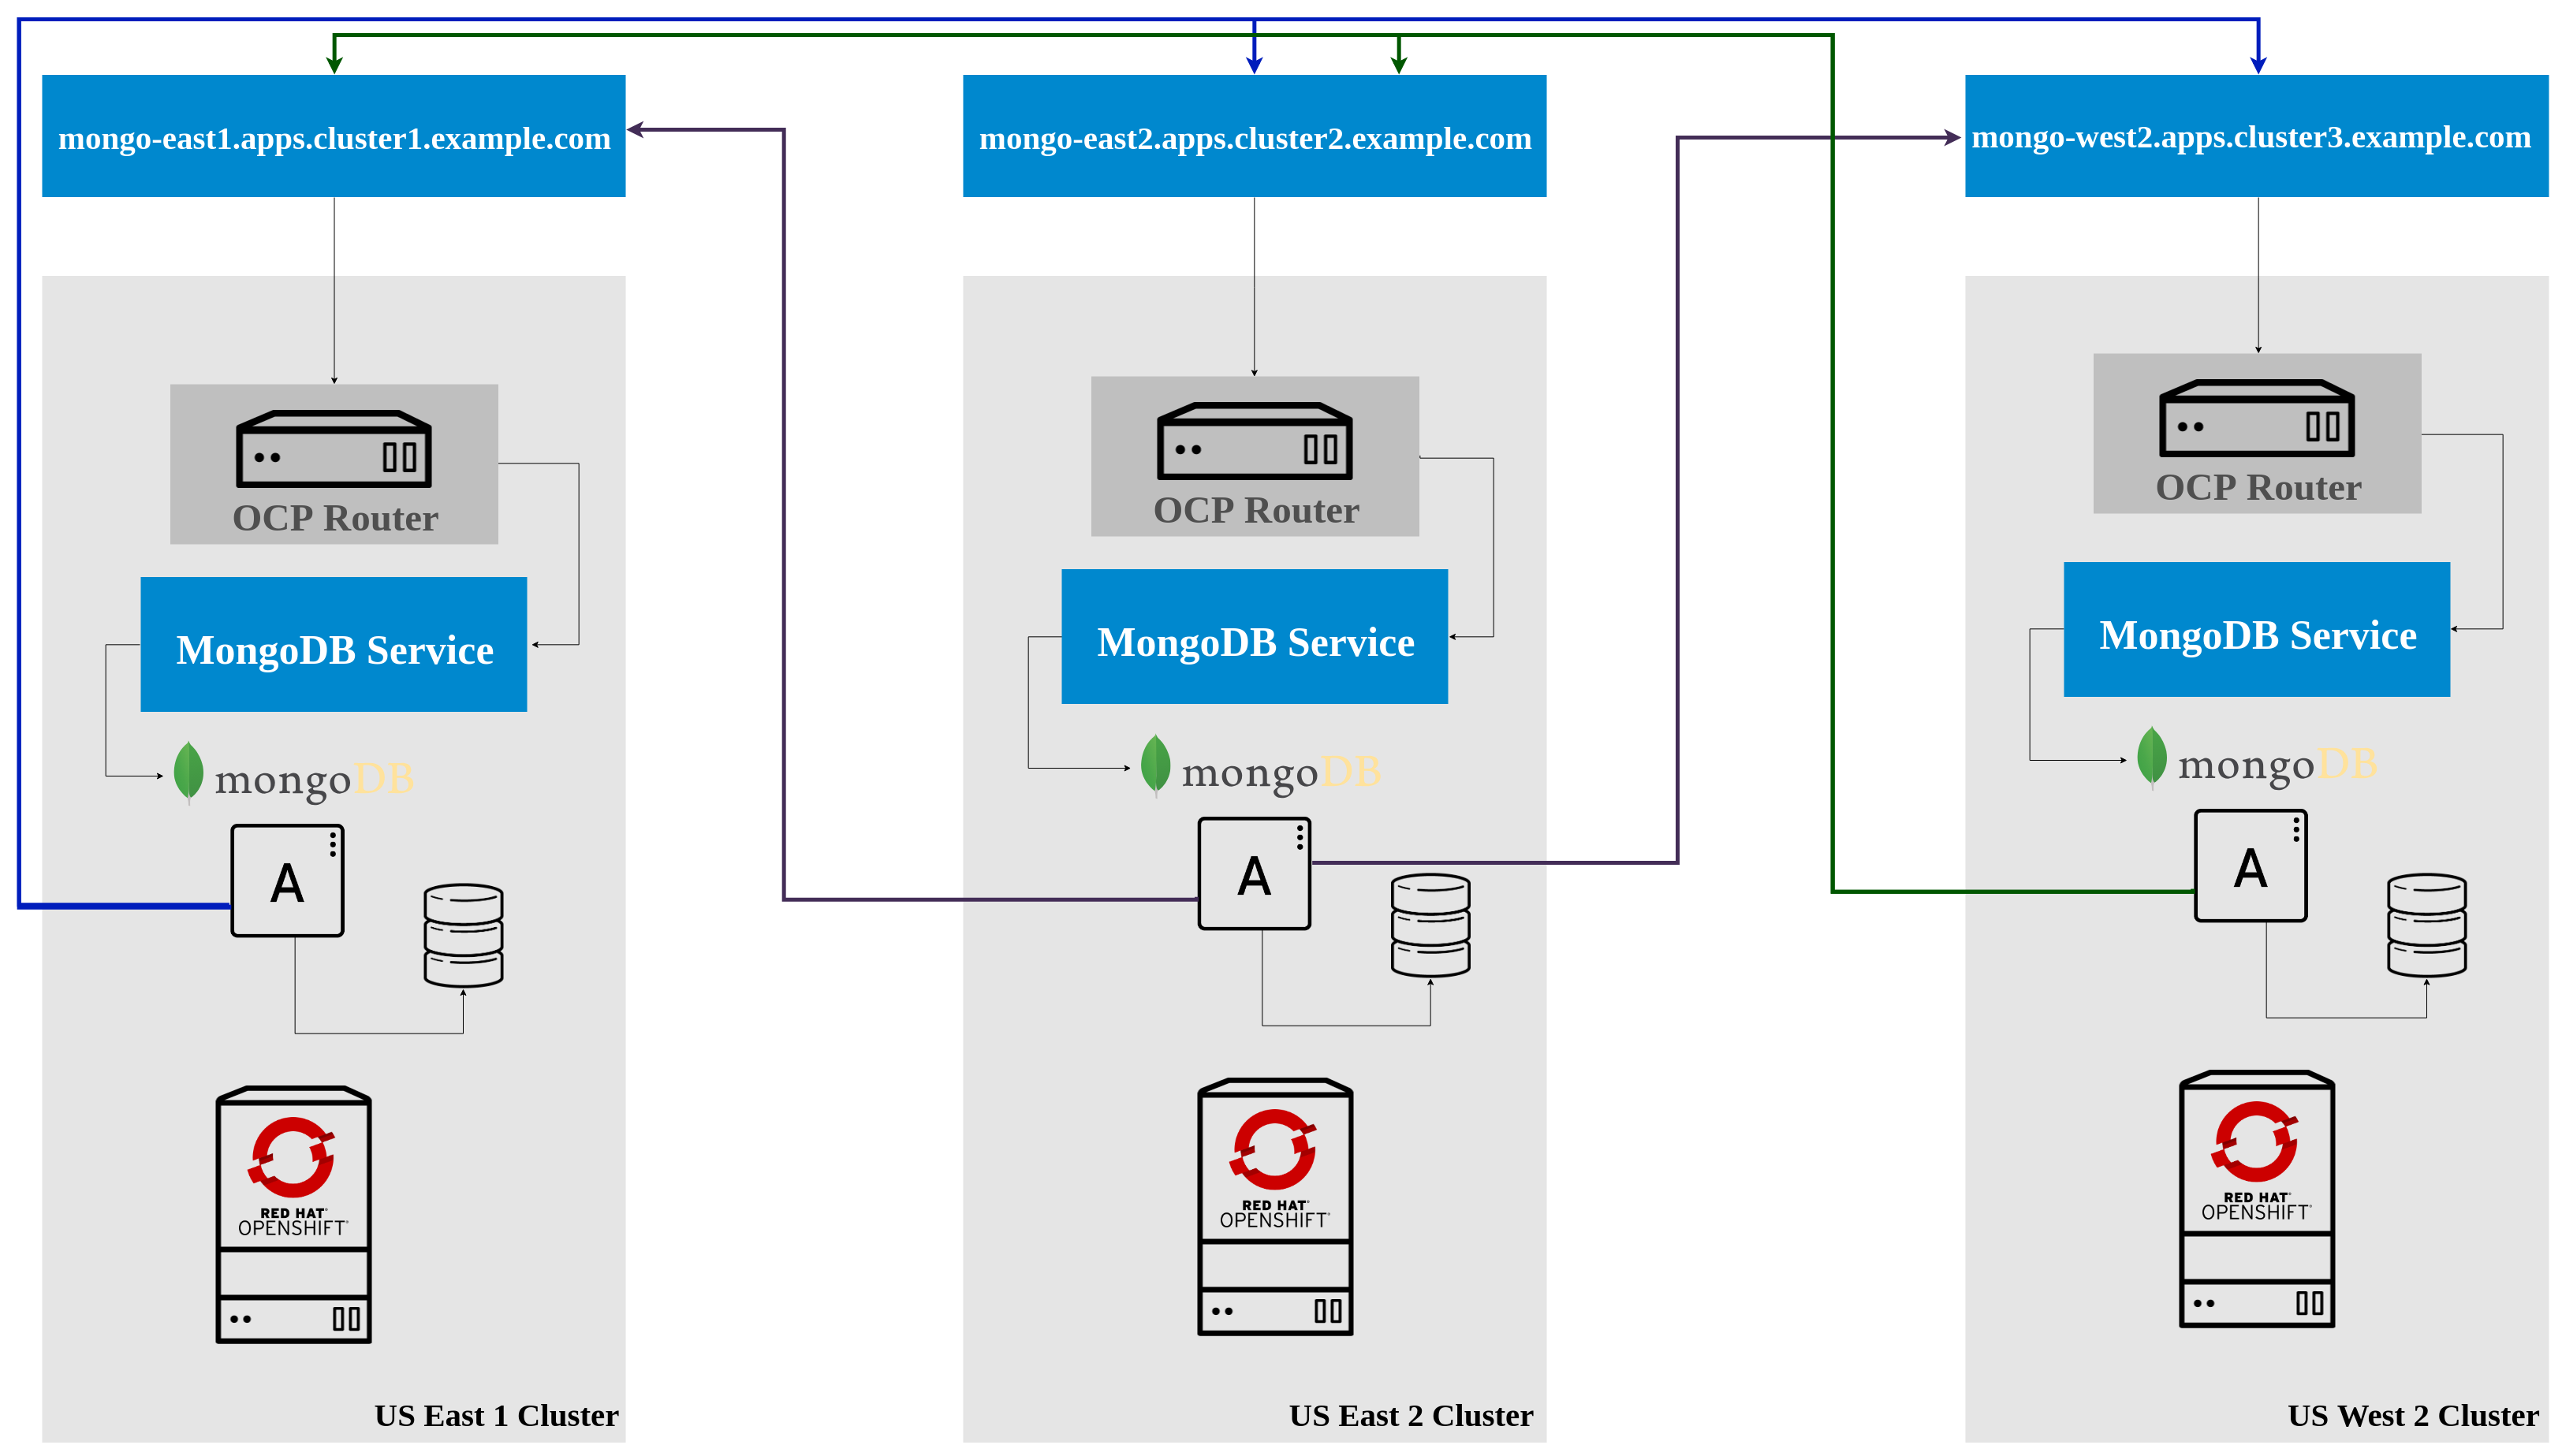 mongo-east1.apps.cluster1.example.com
mongo-east2.apps.cluster2.example.com
mongo-west2.apps.cluster3.example.com
OCP Router
OCP Router
OCP Router
MongoDB Service
MongoDB Service
MongoDB Service
mongoDB
mongoDB
mongoDB
A
A
A
RED HAT®
OPENSHIFT®
RED HAT®
OPENSHIFT®
RED HAT®
OPENSHIFT®
US East 1 Cluster
US East 2 Cluster
US West 2 Cluster